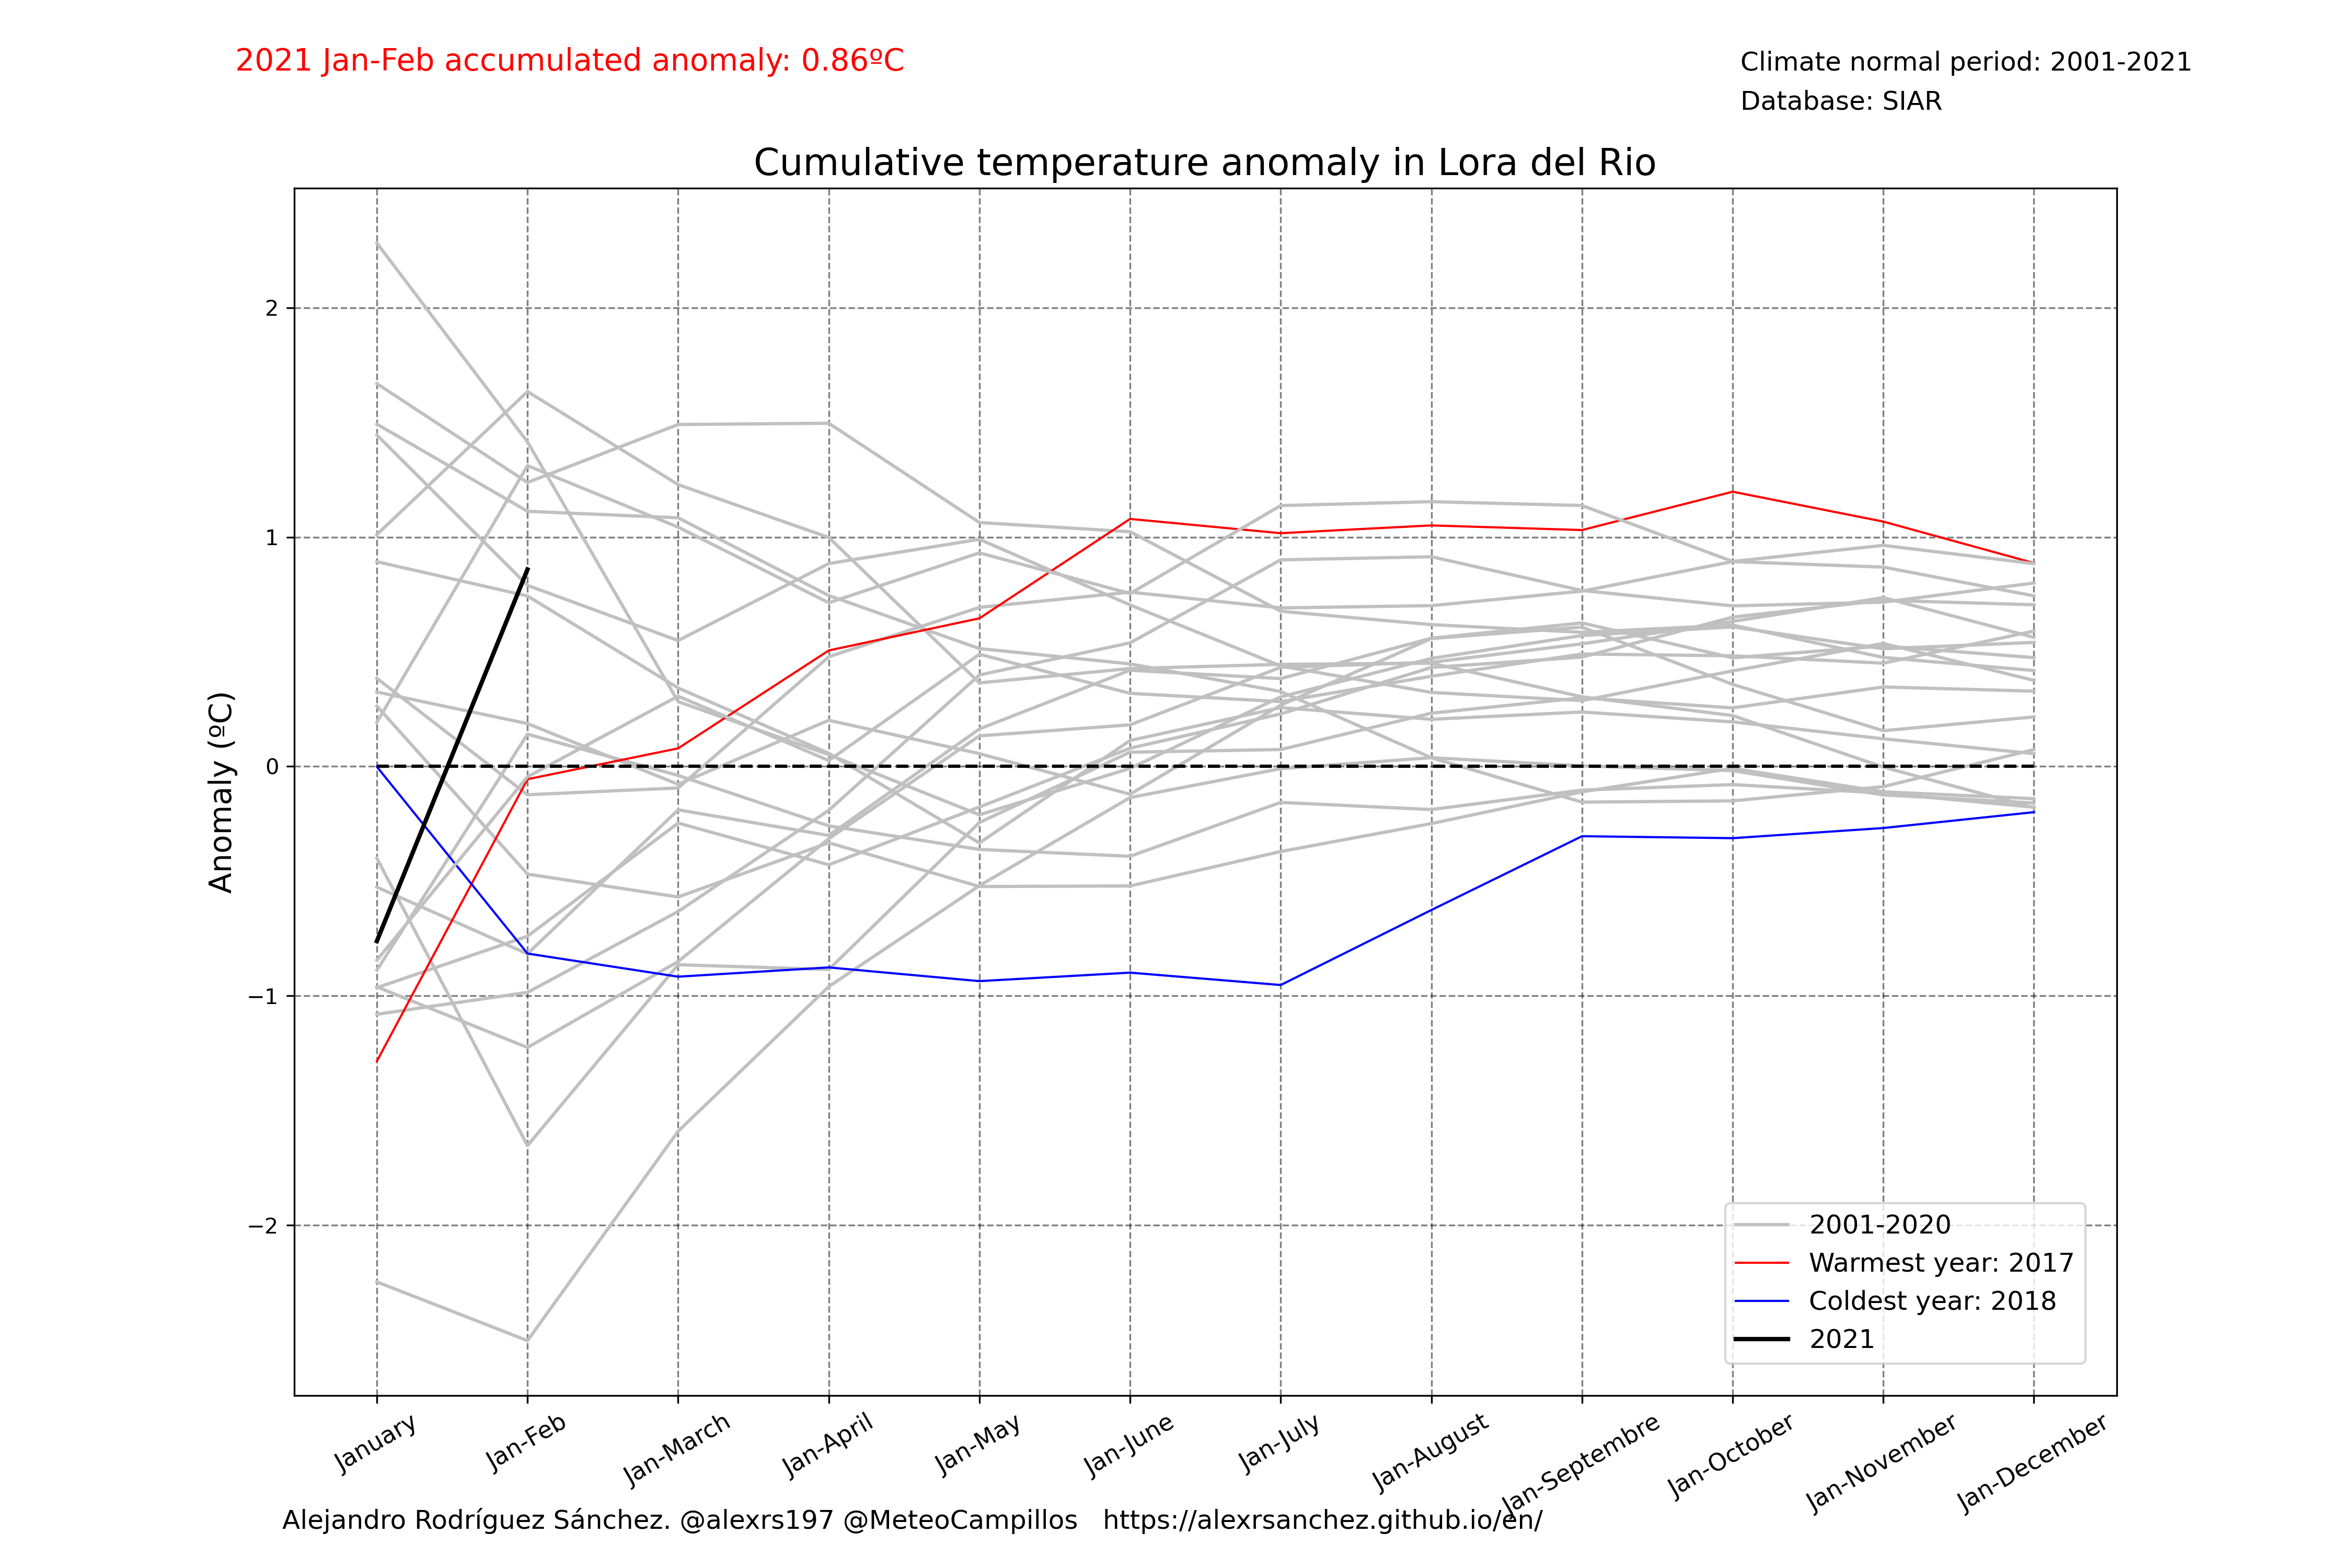 2021 Jan-Feb accumulated anomaly: 0.86ºC
Climate normal period: 2001-2021
Database: SIAR
Cumulative temperature anomaly in Lora del Rio
Anomaly (ºC)
2
1
0
−1
−2
2001-2020
Warmest year: 2017
Coldest year: 2018
2021
January
Jan-Feb
Jan-March
Jan-April
Jan-May
Jan-June
Jan-July
Jan-August
Jan-Septembre
Jan-October
Jan-November
Jan-December
Alejandro Rodríguez Sánchez. @alexrs197 @MeteoCampillos https://alexrsanchez.github.io/en/